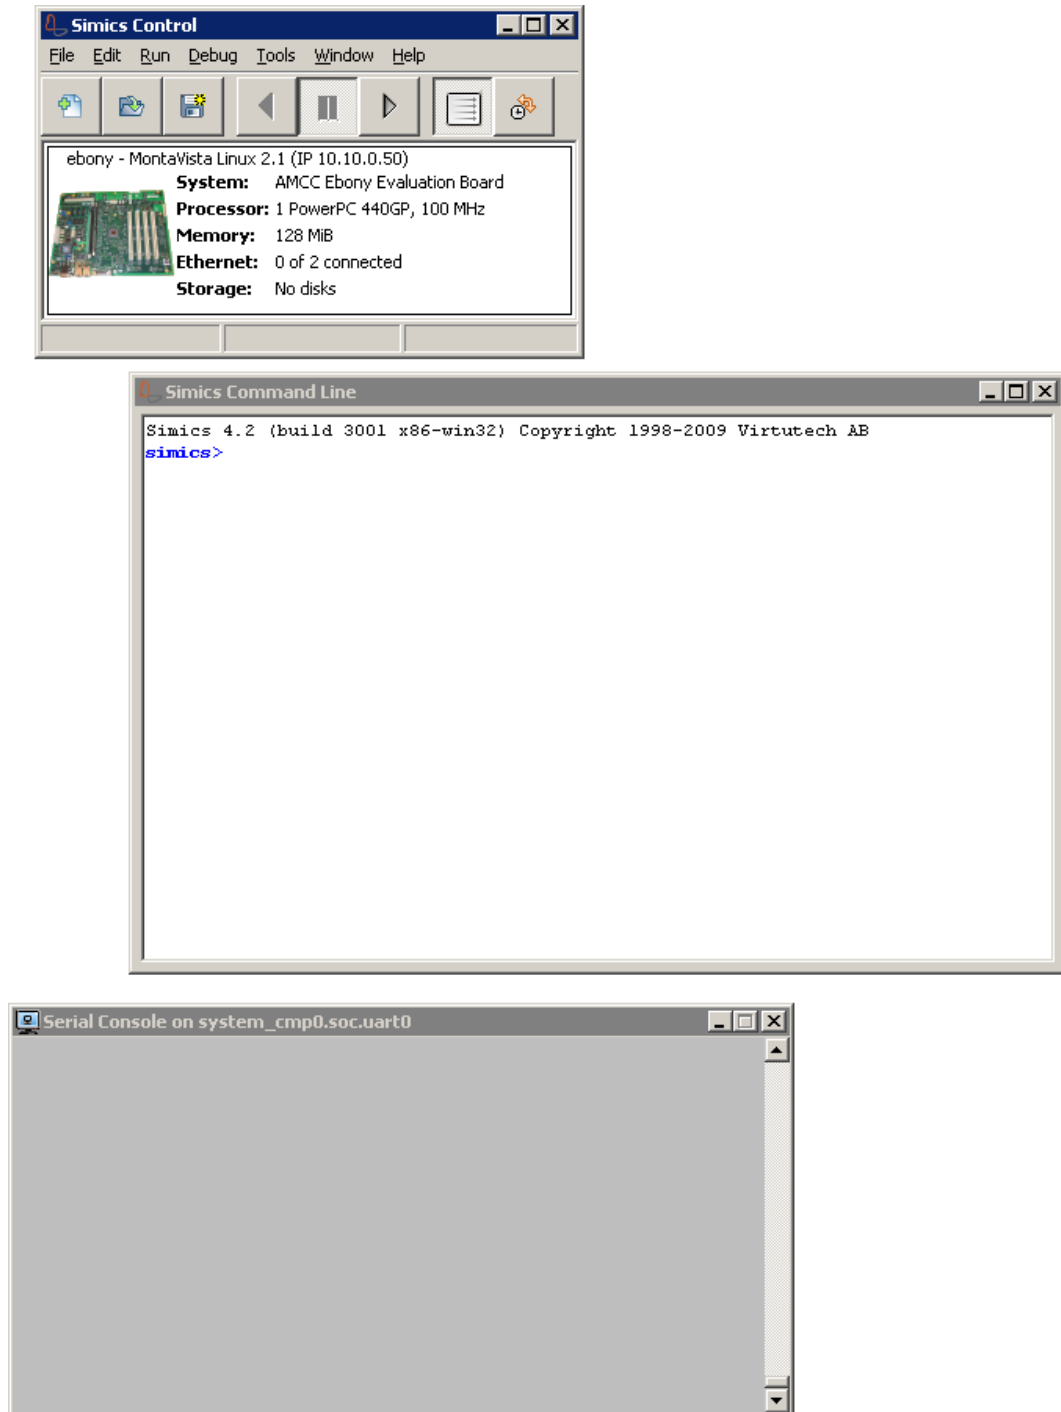 Simics Control
File Edit Run Debug Tools Window Help
ebony - MontaVista Linux 2.1 (IP 10.10.0.50)
System: AMCC Ebony Evaluation Board
Processor: 1 PowerPC 440GP, 100 MHz
Memory: 128 MiB
Ethernet: 0 of 2 connected
Storage: No disks
Simics Command Line
Simics 4.2 (build 3001 x86-win32) Copyright 1998-2009 Virtutech AB
simics>
Serial Console on system_cmp0.soc.uart0